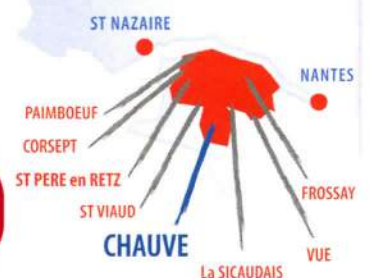 ST NAZAIRE
NANTES
PAIMBOEUF
CORSEPT
ST PERE en RETZ
ST VIAUD
CHAUVE
La SICAUDAIS
VUE
FROSSAY